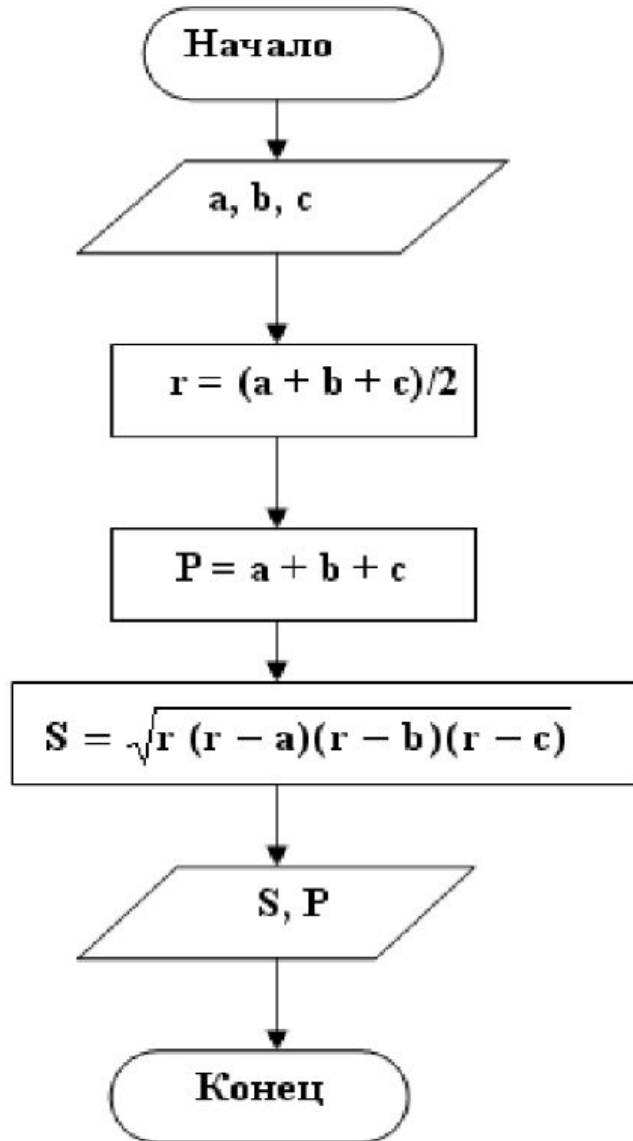 Начало
a, b, c
r = (a + b + c)/2
P = a + b + c
S = √r (r − a)(r − b)(r − c)
S, P
Конец